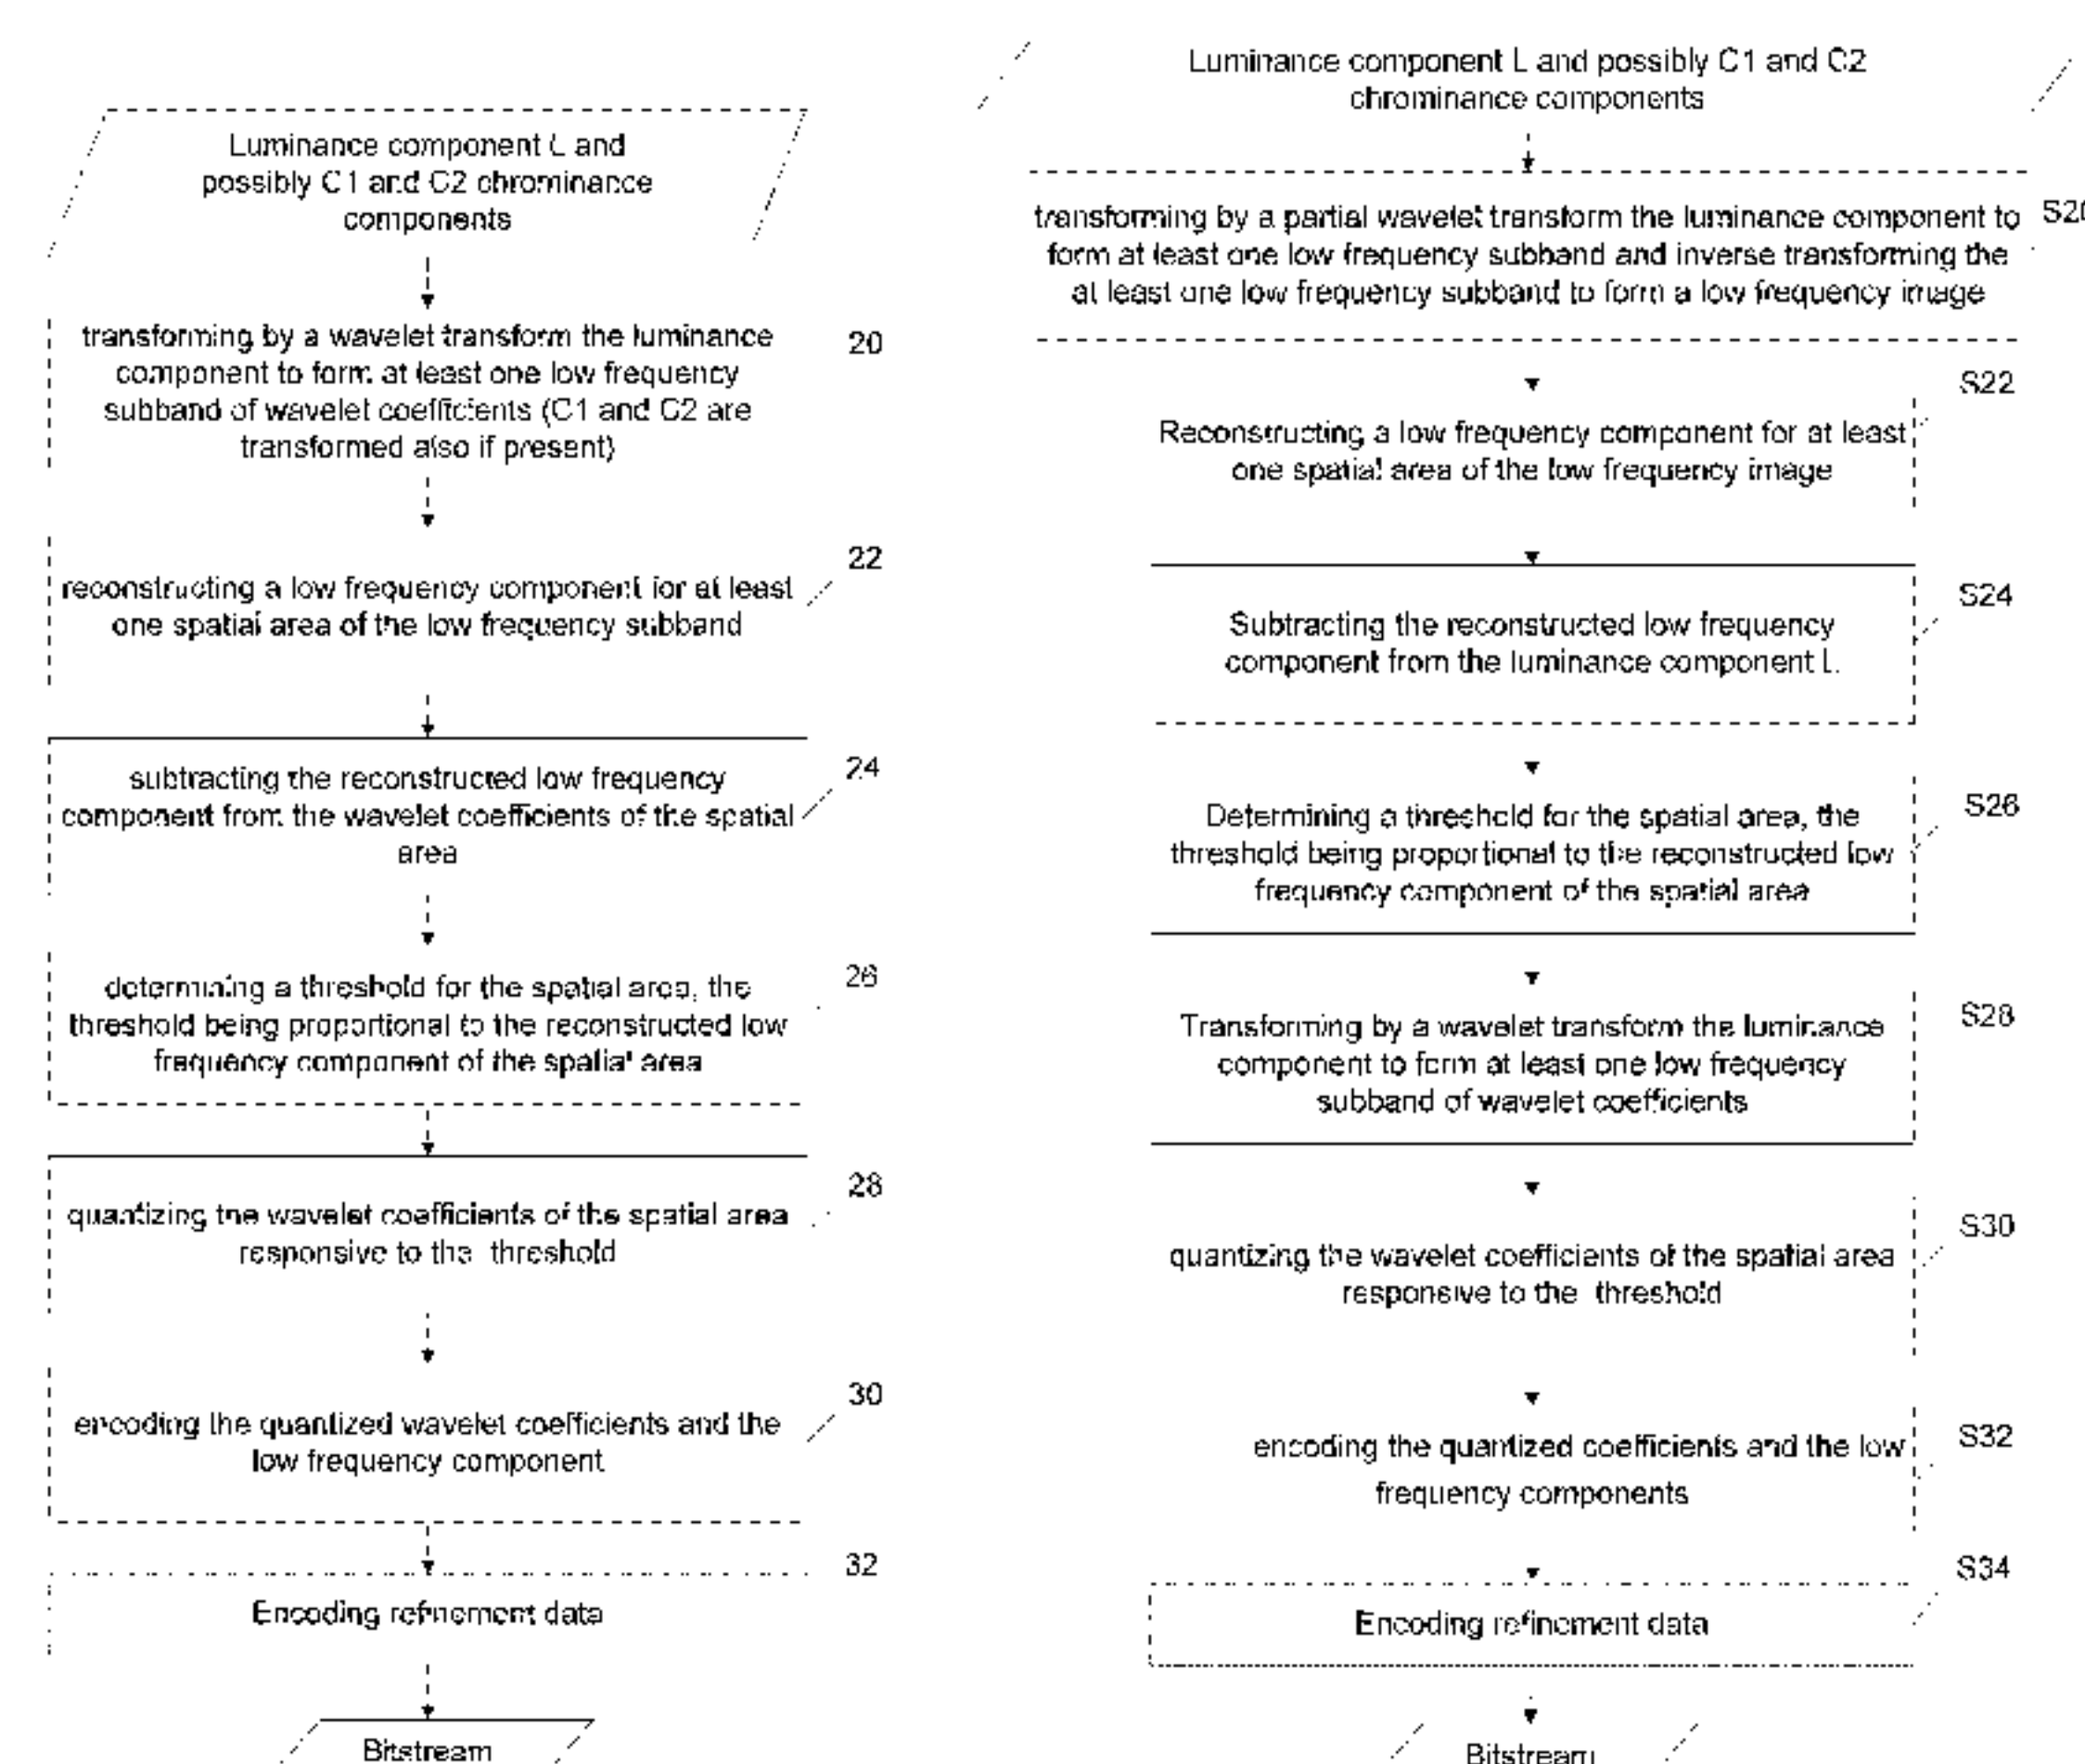 Luminance component L and
possibly C1 and C2 chrominance
components
transforming by a wavelet transform the luminance
component to form at least one low frequency
subband of wavelet coefficients (C1 and C2 are
transformed also if present)
20
reconstructing a low frequency component for at least
one spatial area of the low frequency subband
22
subtracting the reconstructed low frequency
component from the wavelet coefficients of the spatial
area
24
determining a threshold for the spatial area, the
threshold being proportional to the reconstructed low
frequency component of the spatial area
26
quantizing the wavelet coefficients of the spatial area
responsive to the threshold
28
encoding the quantized wavelet coefficients and the
low frequency component
30
Encoding refinement data
32
Bitstream
Luminance component L and possibly C1 and C2
chrominance components
transforming by a partial wavelet transform the luminance component to
form at least one low frequency subband and inverse transforming the
at least one low frequency subband to form a low frequency image
S20
Reconstructing a low frequency component for at least
one spatial area of the low frequency image
S22
Subtracting the reconstructed low frequency
component from the luminance component L.
S24
Determining a threshold for the spatial area, the
threshold being proportional to the reconstructed low
frequency component of the spatial area
S26
Transforming by a wavelet transform the luminance
component to form at least one low frequency
subband of wavelet coefficients
S28
quantizing the wavelet coefficients of the spatial area
responsive to the threshold
S30
encoding the quantized coefficients and the low
frequency components
S32
Encoding refinement data
S34
Bitstream